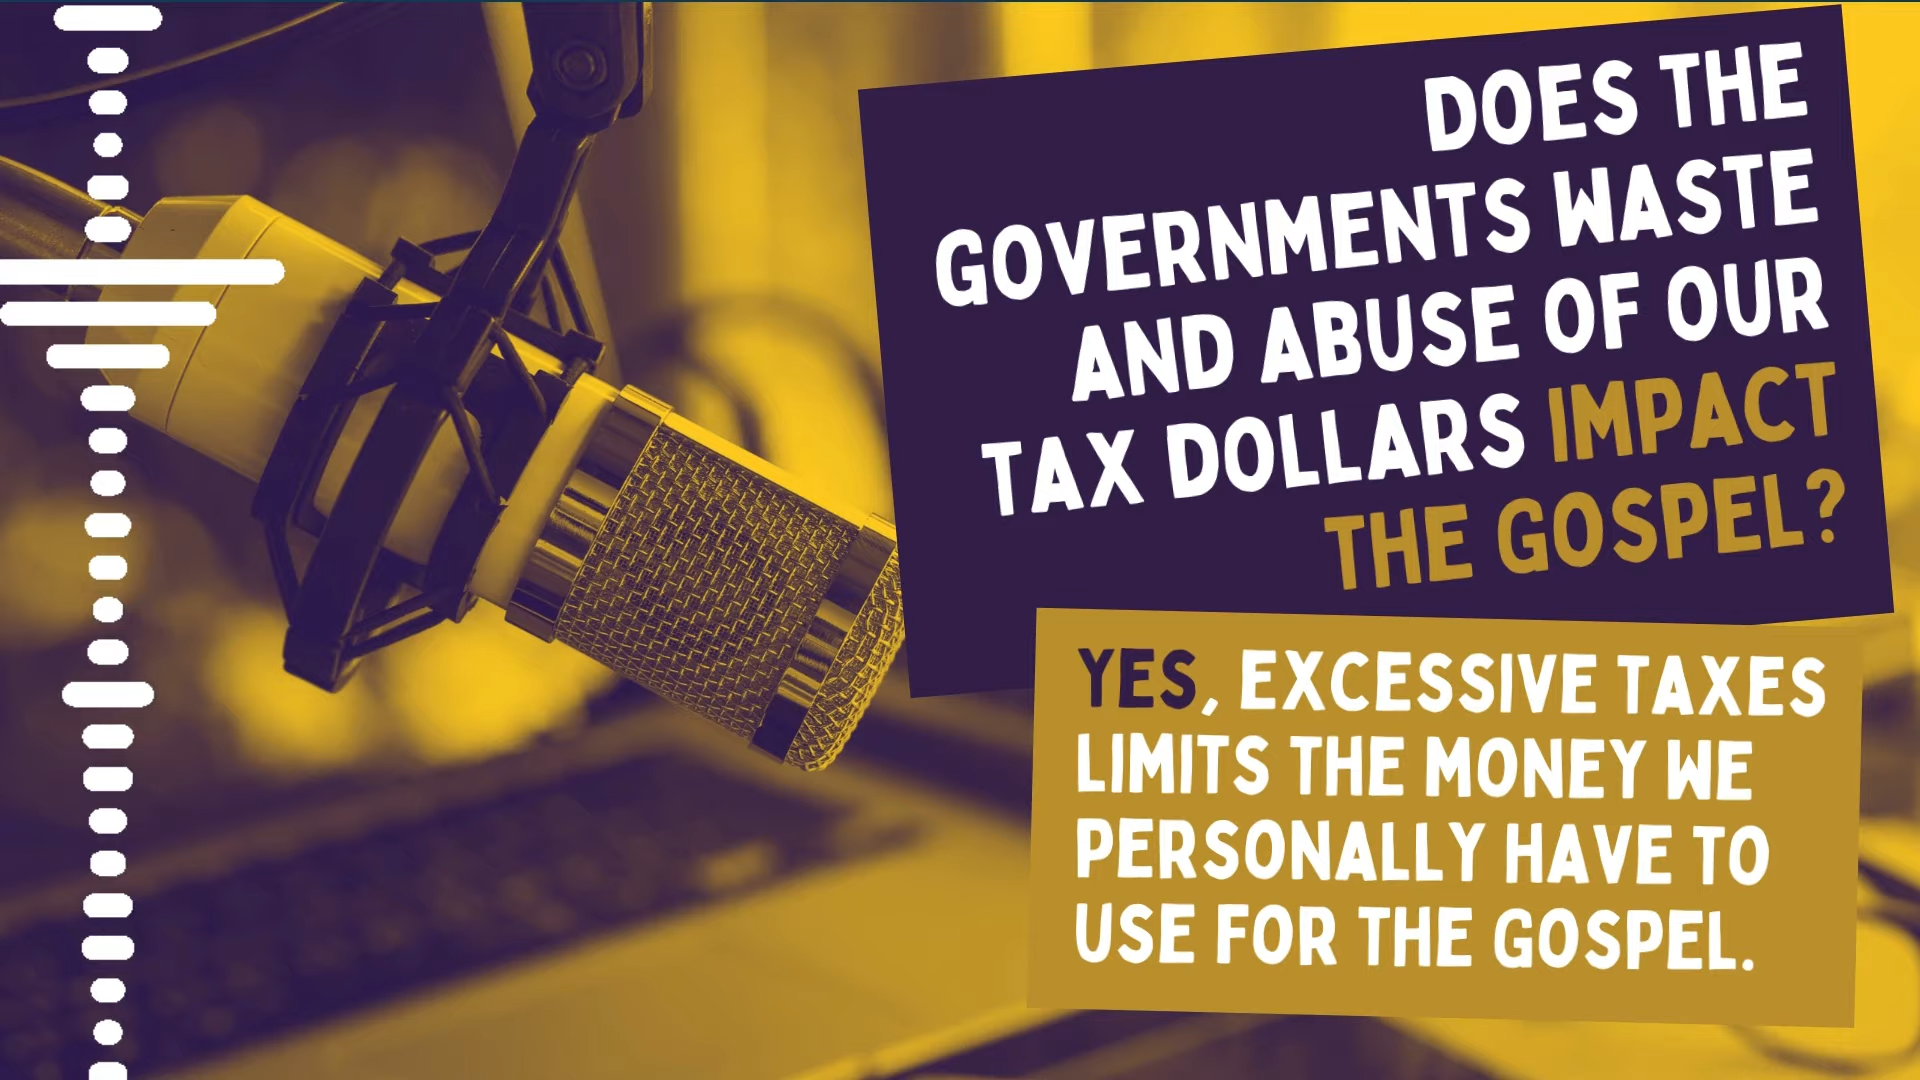 DOES THE
GOVERNMENTS WASTE
AND ABUSE OF OUR
TAX DOLLARS IMPACT
THE GOSPEL?
YES, EXCESSIVE TAXES
LIMITS THE MONEY WE
PERSONALLY HAVE TO
USE FOR THE GOSPEL.